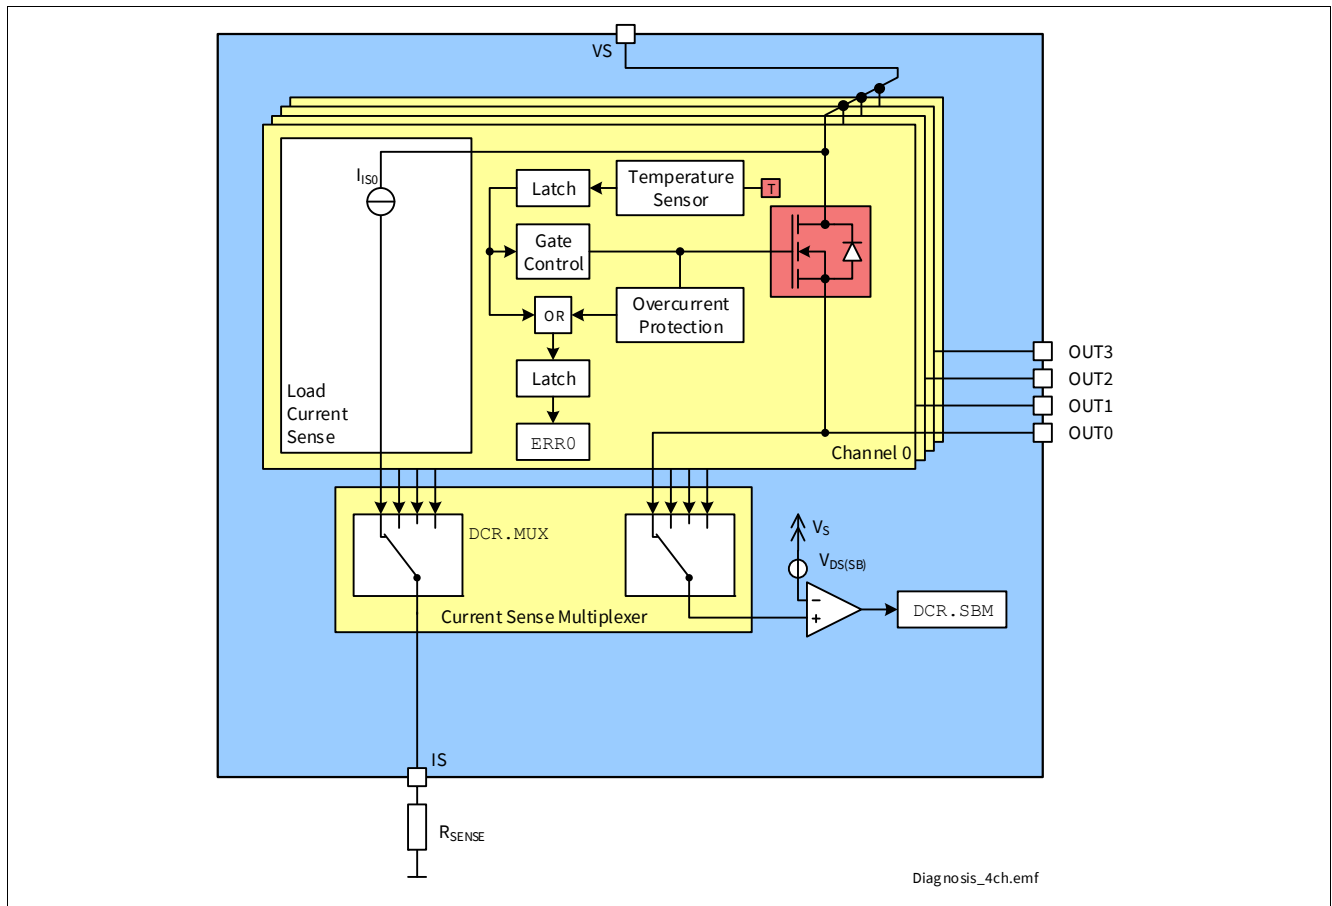 VS
I IS0
Latch
Temperature
Sensor
T
Gate
Control
Overcurrent
Protection
OR
Latch
ERR0
Load
Current
Sense
Channel 0
OUT3
OUT2
OUT1
OUT0
DCR.MUX
VS
VDS(SB)
−
+
DCR.SBM
Current Sense Multiplexer
IS
RSENSE
Diagnosis_4ch.emf